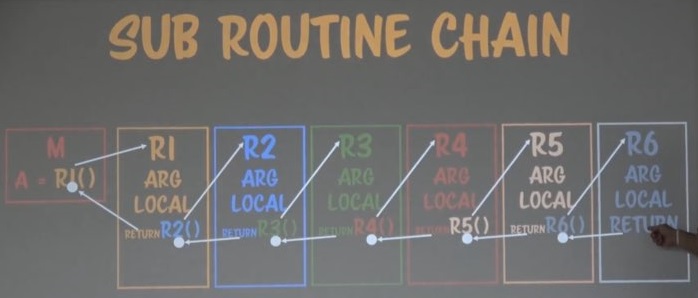 SUB ROUTINE CHAIN
M
A = R1()
R1
ARG
LOCAL
RETURN R2()
R2
ARG
LOCAL
RETURN R3()
R3
ARG
LOCAL
RETURN R4()
R4
ARG
LOCAL
RETURN R5()
R5
ARG
LOCAL
RETURN R6()
R6
ARG
LOCAL
RETURN